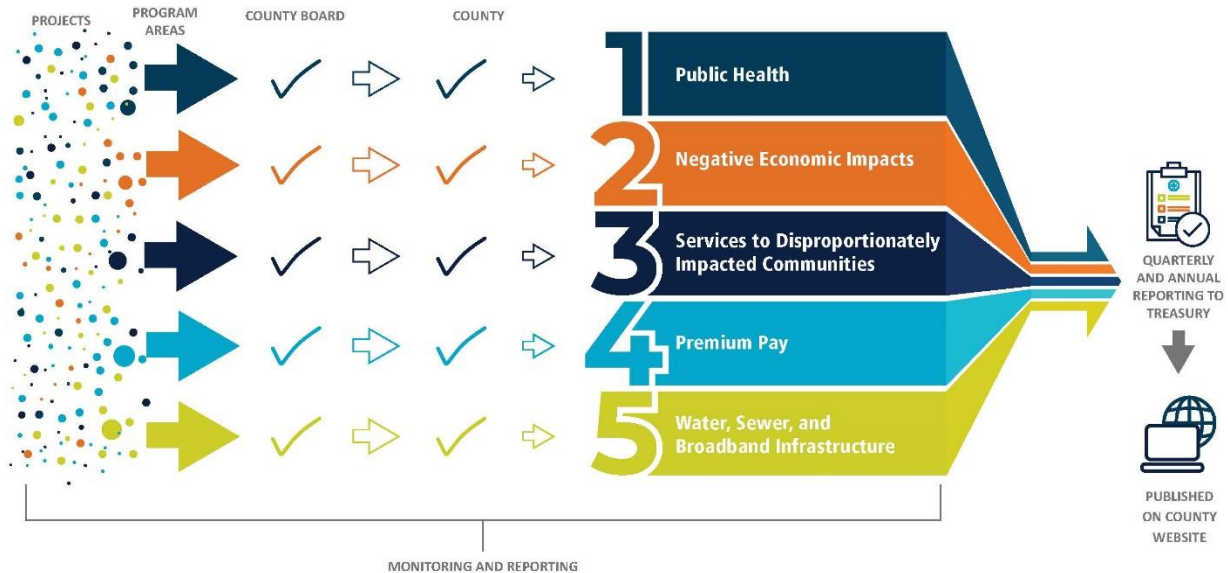 PROJECTS
PROGRAM
AREAS
COUNTY BOARD
COUNTY
1
Public Health
2
Negative Economic Impacts
3
Services to Disproportionately
Impacted Communities
4
Premium Pay
5
Water, Sewer, and
Broadband Infrastructure
QUARTERLY
AND ANNUAL
REPORTING TO
TREASURY
PUBLISHED
ON COUNTY
WEBSITE
MONITORING AND REPORTING